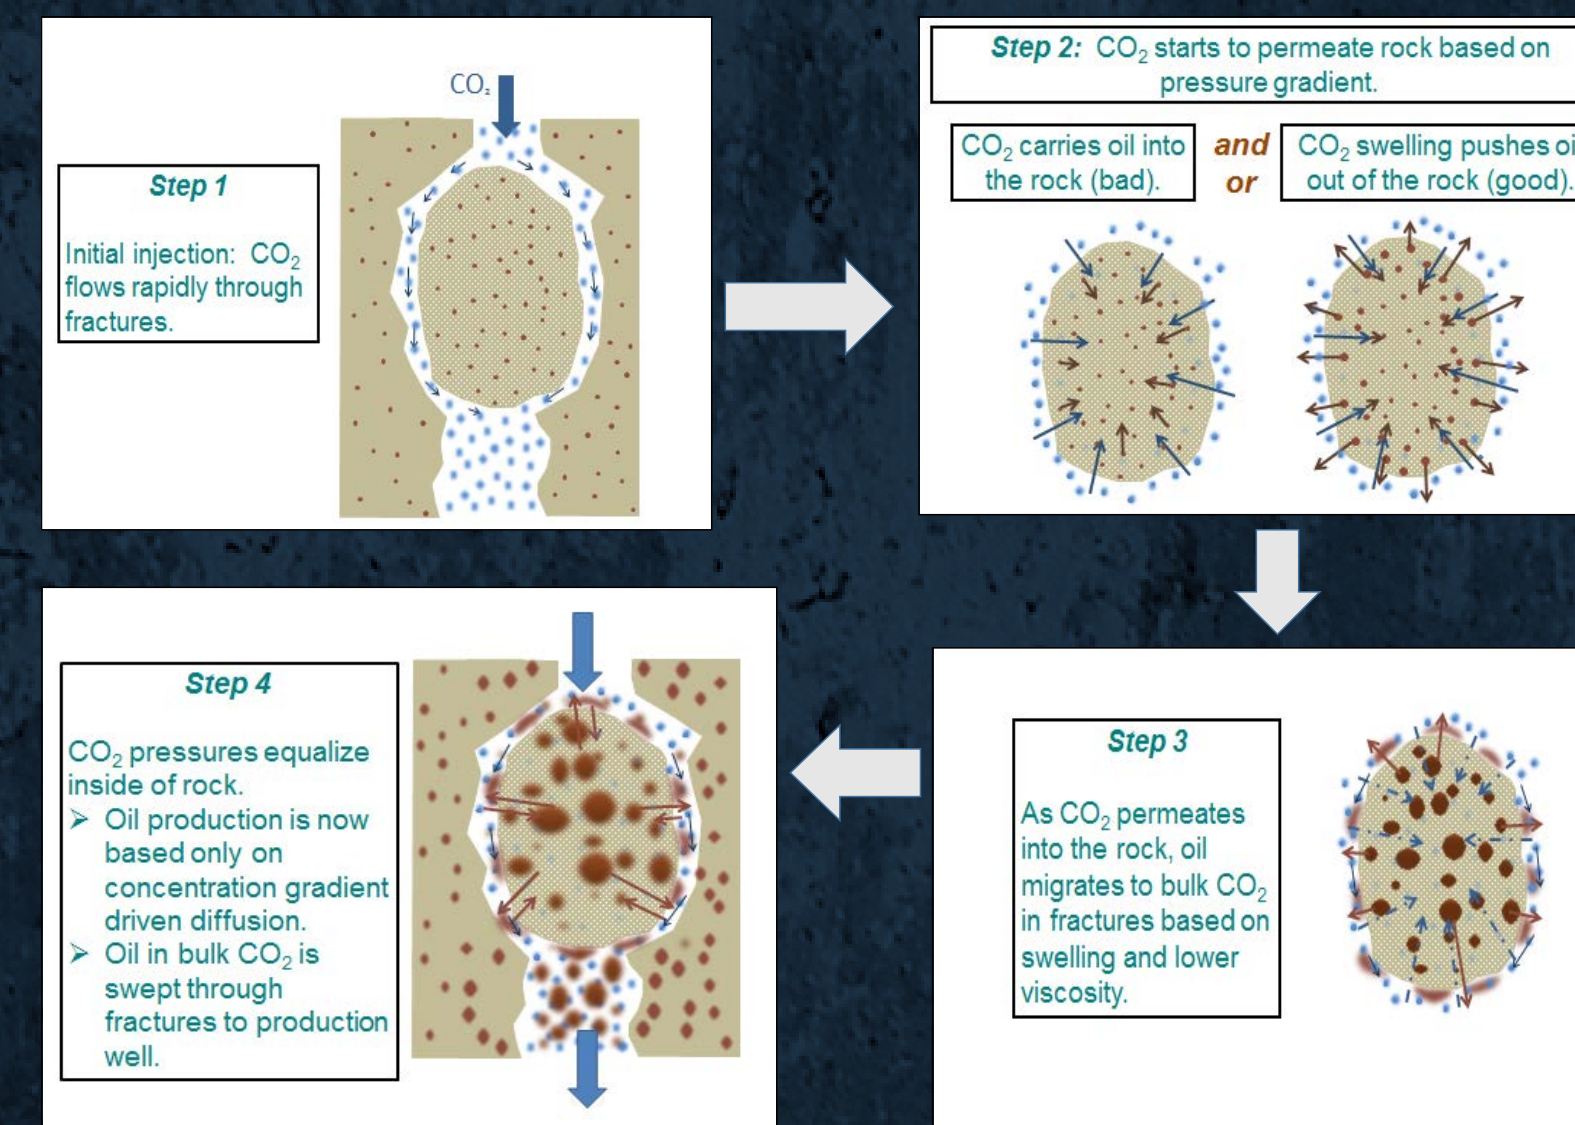 Step 1
Initial injection: CO₂
flows rapidly through
fractures.
CO₂
Step 2: CO₂ starts to permeate rock based on
pressure gradient.
CO₂ carries oil into
the rock (bad).
and
or
CO₂ swelling pushes oi
out of the rock (good).
Step 3
As CO₂ permeates
into the rock, oil
migrates to bulk CO₂
in fractures based on
swelling and lower
viscosity.
Step 4
CO₂ pressures equalize
inside of rock.
➢ Oil production is now
based only on
concentration gradient
driven diffusion.
➢ Oil in bulk CO₂ is
swept through
fractures to production
well.